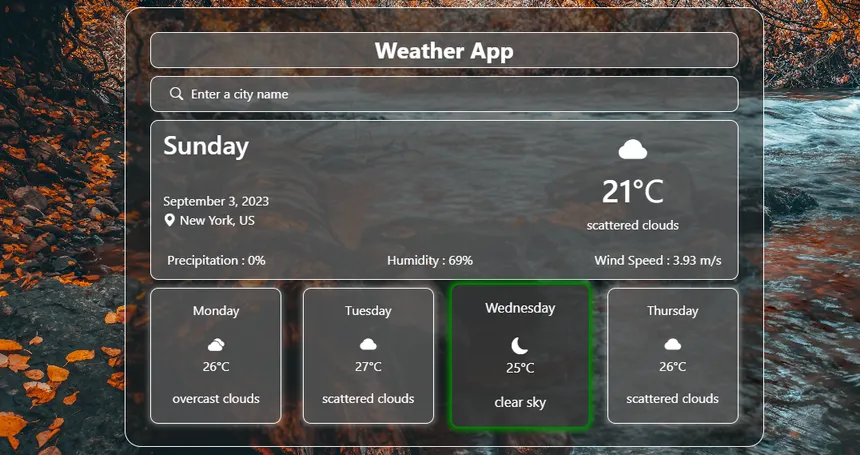 Weather App
Enter a city name
Sunday
21°C
September 3, 2023
New York, US
scattered clouds
Precipitation : 0%
Humidity : 69%
Wind Speed : 3.93 m/s
Monday
26°C
overcast clouds
Tuesday
27°C
scattered clouds
Wednesday
25°C
clear sky
Thursday
26°C
scattered clouds